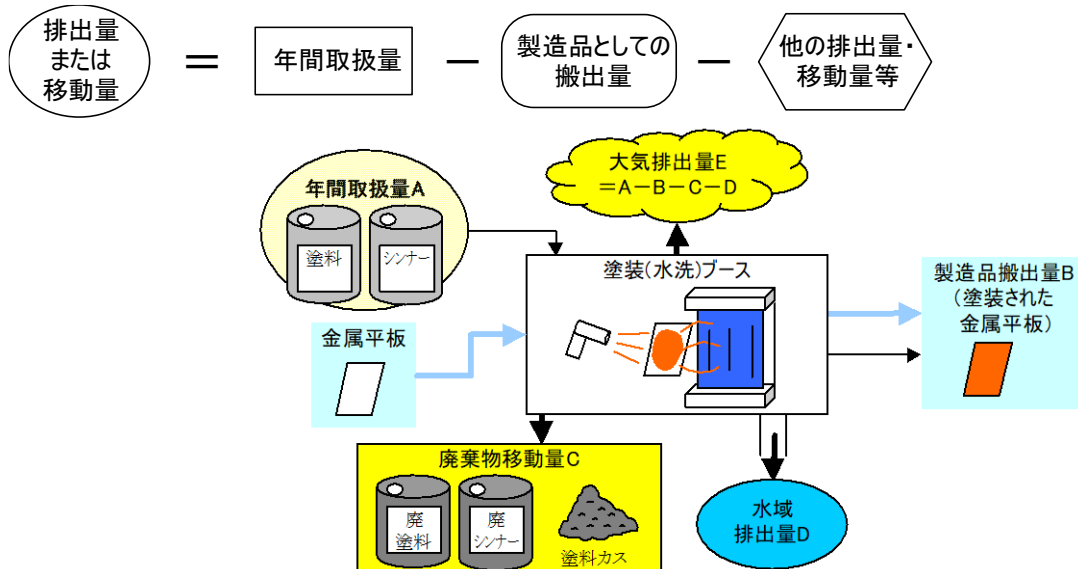 排出量
または
移動量
＝
年間取扱量
－
製造品としての
搬出量
－
他の排出量・
移動量等
大気排出量E
＝A－B－C－D
年間取扱量A
塗料
シンナー
塗装(水洗)ブース
製造品搬出量B
(塗装された
金属平板)
金属平板
廃棄物移動量C
廃
塗料
廃
シンナー
塗料カス
水域
排出量D